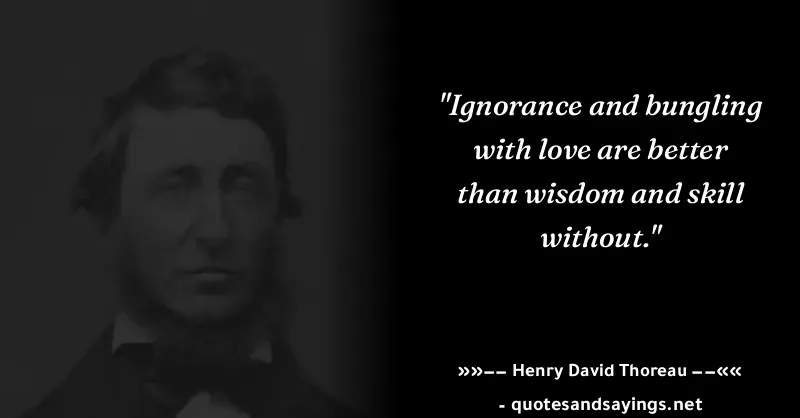 "Ignorance and bungling
with love are better
than wisdom and skill
without."
»»–– Henry David Thoreau ––««
- quotesandsayings.net